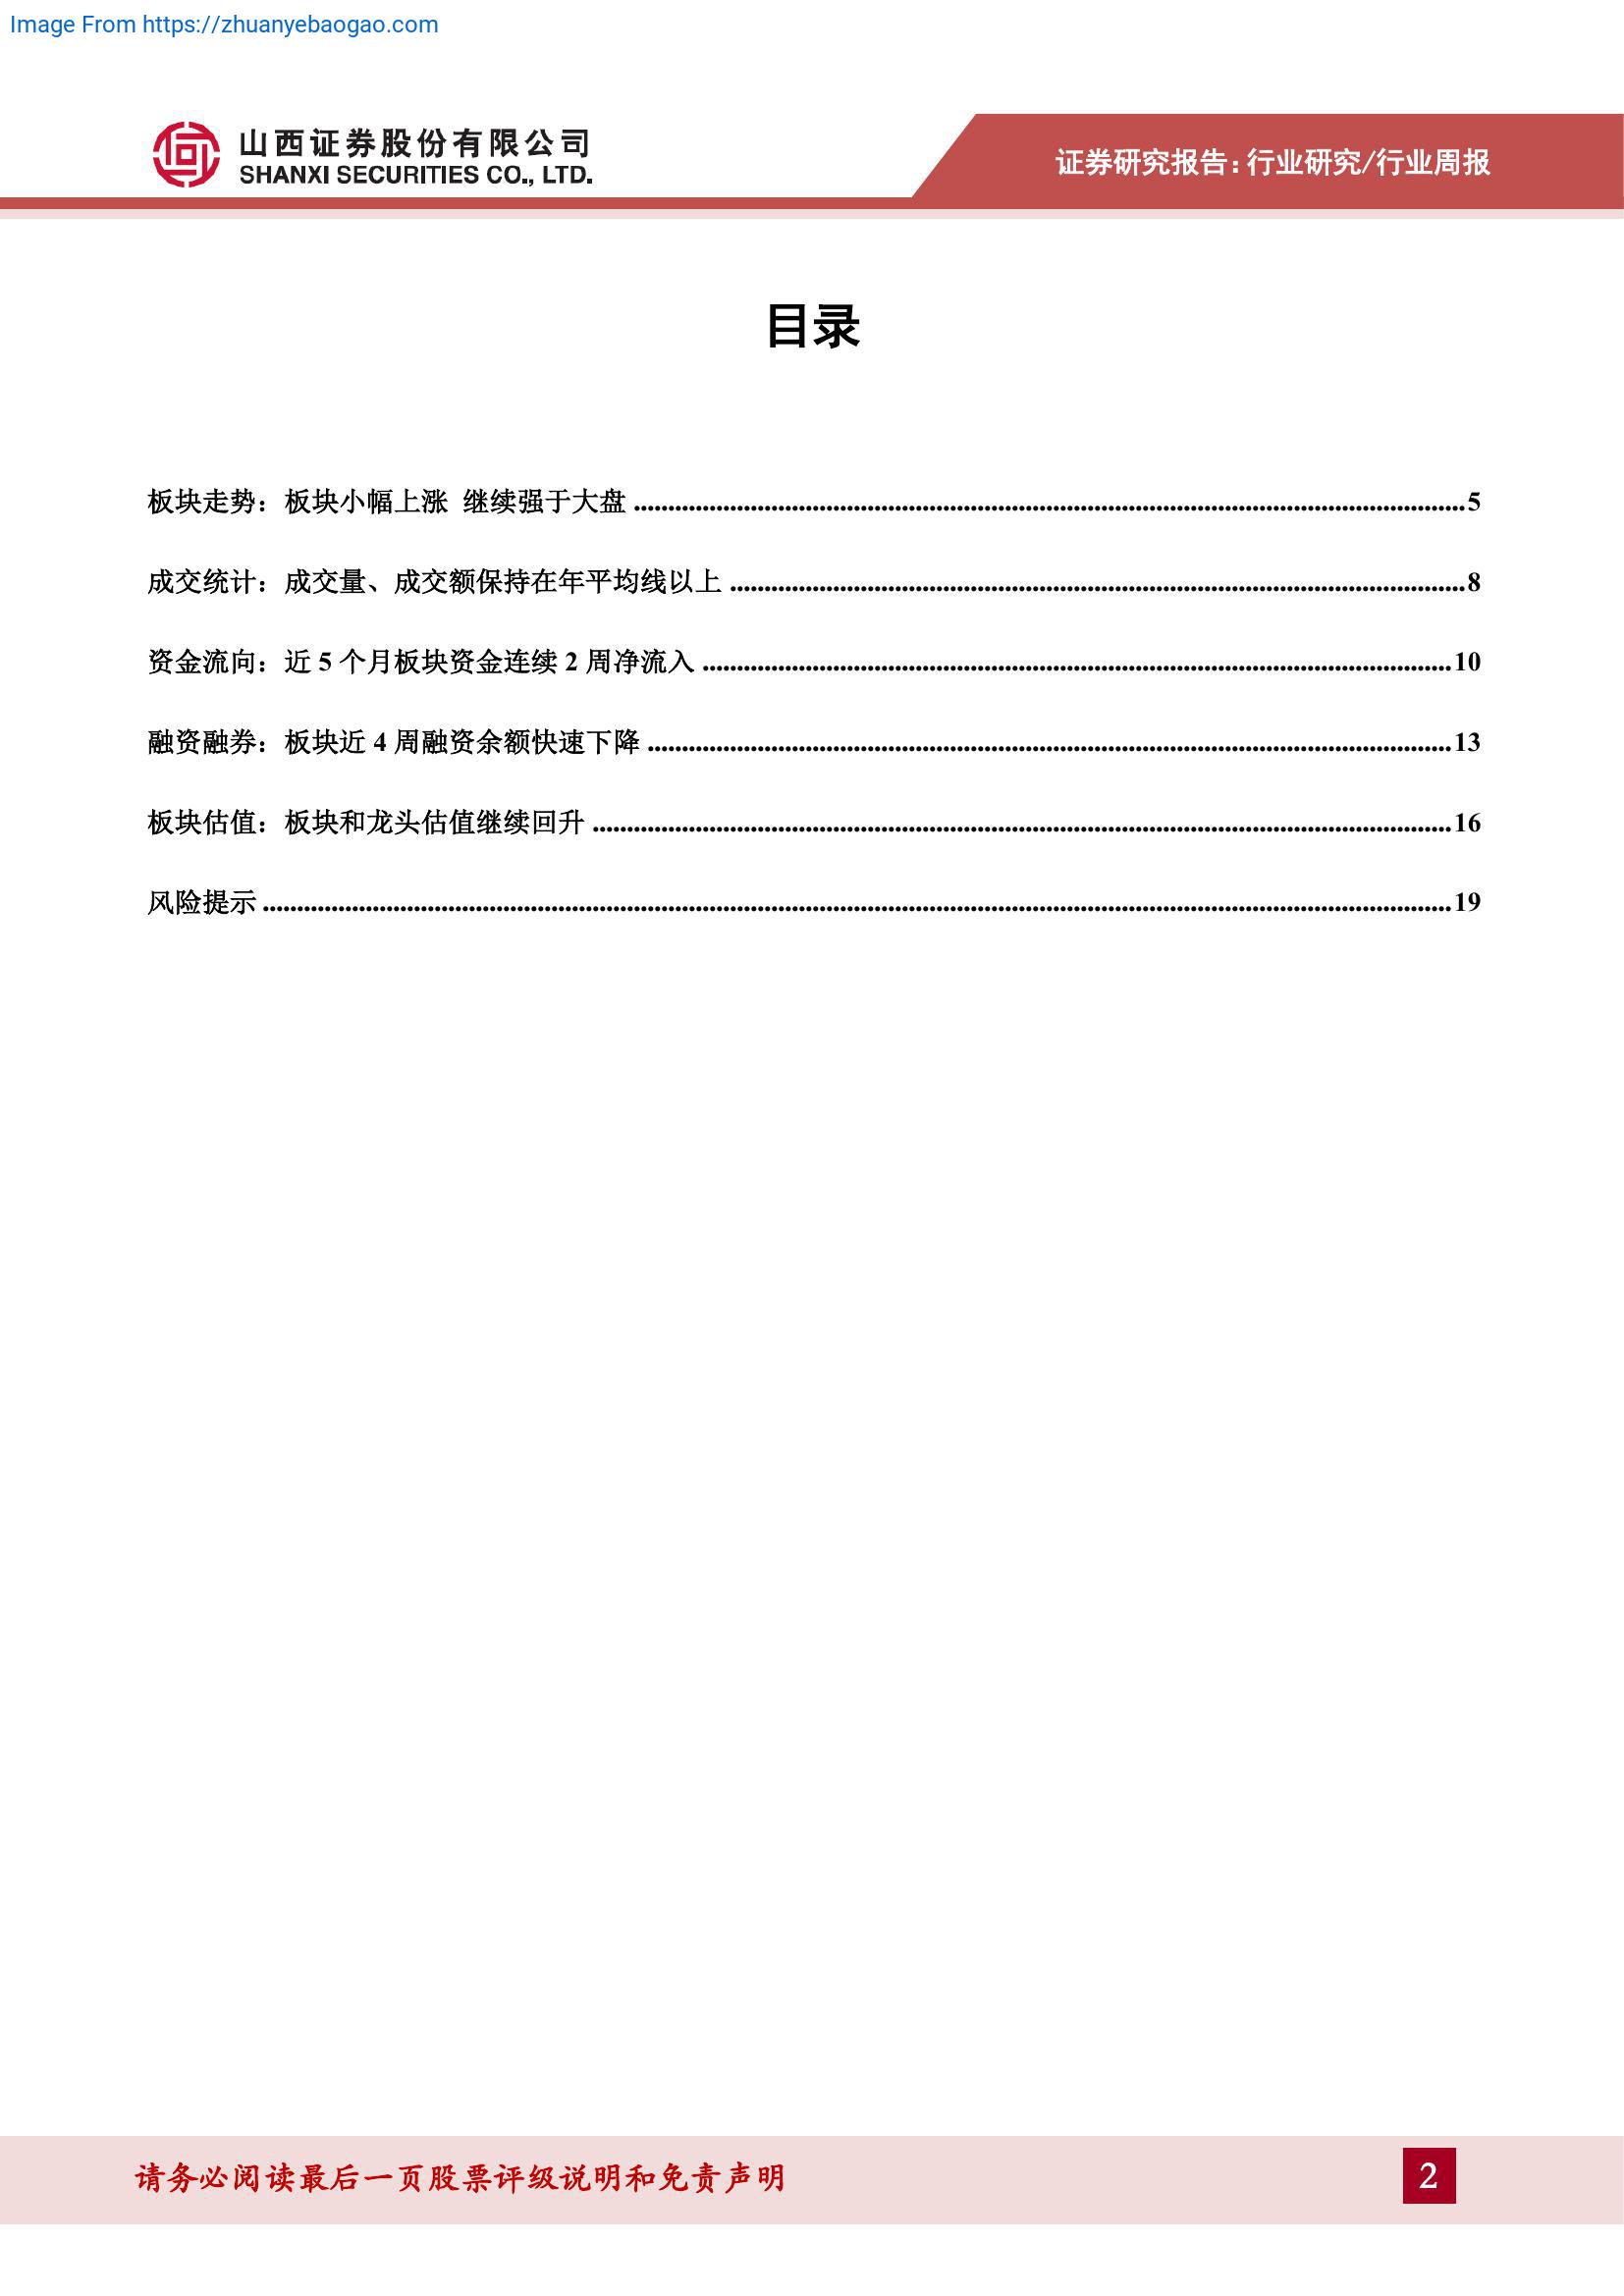 Image From https://zhuanyebaogao.com
山西证券股份有限公司
SHANXI SECURITIES CO., LTD.
证券研究报告:行业研究/行业周报
目录
板块走势：板块小幅上涨 继续强于大盘 ........................................................................................................................5
成交统计：成交量、成交额保持在年平均线以上 ..........................................................................................................8
资金流向：近 5 个月板块资金连续 2 周净流入 ............................................................................................................10
融资融券：板块近 4 周融资余额快速下降 ....................................................................................................................13
板块估值：板块和龙头估值继续回升 ............................................................................................................................16
风险提示 ............................................................................................................................................................................19
请务必阅读最后一页股票评级说明和免责声明
2